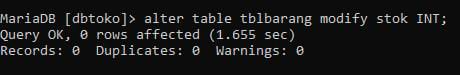 MariaDB [dbtoko]> alter table tblbarang modify stok INT;
Query OK, 0 rows affected (1.655 sec)
Records: 0  Duplicates: 0  Warnings: 0